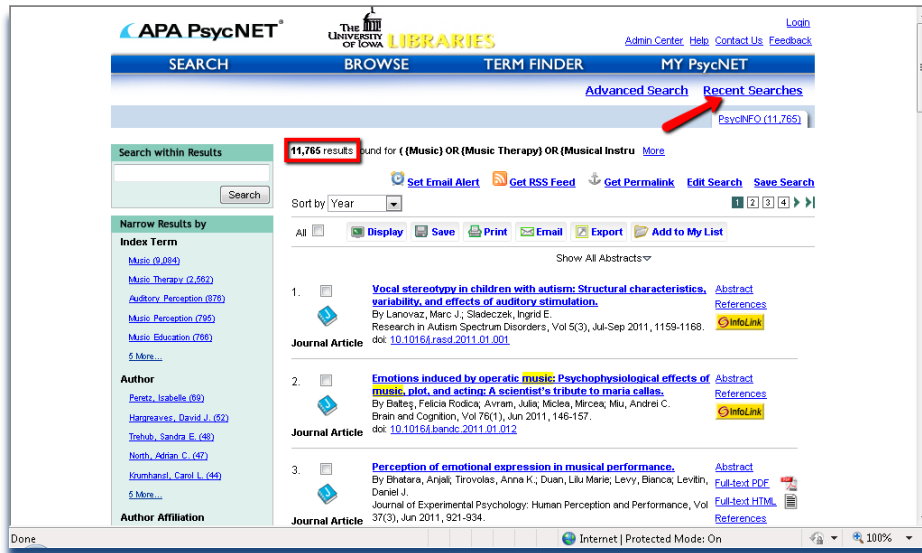 APA PsycNET®
THE UNIVERSITY OF IOWA LIBRARIES
Login
Admin Center Help Contact Us Feedback
SEARCH BROWSE TERM FINDER MY PsycNET
Advanced Search Recent Searches
PsycINFO (11,765)
Search within Results
Search
Narrow Results by
Index Term
Music (9,084)
Music Therapy (2,562)
Auditory Perception (876)
Music Perception (795)
Music Education (766)
5 More...
Author
Peretz, Isabelle (69)
Hargreaves, David J. (52)
Trehub, Sandra E. (48)
North, Adrian C. (47)
Krumhansl, Carol L. (44)
5 More...
Author Affiliation
11,765 results ound for ( {Music} OR {Music Therapy} OR {Musical Instru More
Set Email Alert Get RSS Feed Get Permalink Edit Search Save Search
Sort by Year
1 2 3 4
All Display Save Print Email Export Add to My List
Show All Abstracts
1. Vocal stereotypy in children with autism: Structural characteristics, Abstract
variability, and effects of auditory stimulation. References
By Lanovaz, Marc J.; Sladeczek, Ingrid E.
Research in Autism Spectrum Disorders, Vol 5(3), Jul-Sep 2011, 1159-1168. InfoLink
Journal Article doi: 10.1016/j.rasd.2011.01.001
2. Emotions induced by operatic music: Psychophysiological effects of Abstract
music, plot, and acting: A scientist's tribute to maria callas. References
By Balteş, Felicia Rodica; Avram, Julia; Miclea, Mircea; Miu, Andrei C.
Brain and Cognition, Vol 76(1), Jun 2011, 146-157. InfoLink
Journal Article doi: 10.1016/j.bandc.2011.01.012
3. Perception of emotional expression in musical performance. Abstract
By Bhatara, Anjali; Tirovolas, Anna K.; Duan, Lilu Marie; Levy, Bianca; Levitin, Full-text PDF
Daniel J.
Journal of Experimental Psychology: Human Perception and Performance, Vol Full-text HTML
Journal Article 37(3), Jun 2011, 921-934. References
Done Internet | Protected Mode: On 100%